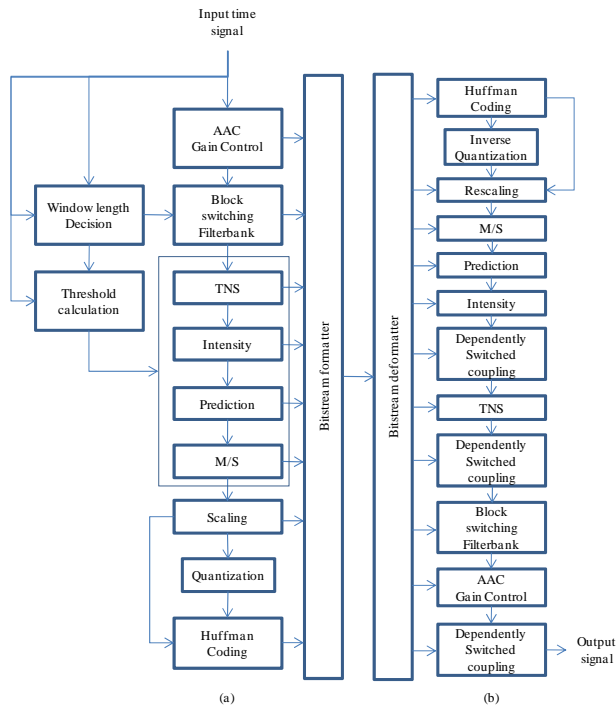 Input time
signal
AAC
Gain Control
Window length
Decision
Block
switching
Filterbank
Threshold
calculation
TNS
Intensity
Prediction
M/S
Scaling
Quantization
Huffman
Coding
Bitstream formatter
(a)
Bitstream deformatter
Huffman
Coding
Inverse
Quantization
Rescaling
M/S
Prediction
Intensity
Dependently
Switched
coupling
TNS
Dependently
Switched
coupling
Block
switching
Filterbank
AAC
Gain Control
Dependently
Switched
coupling
Output
signal
(b)